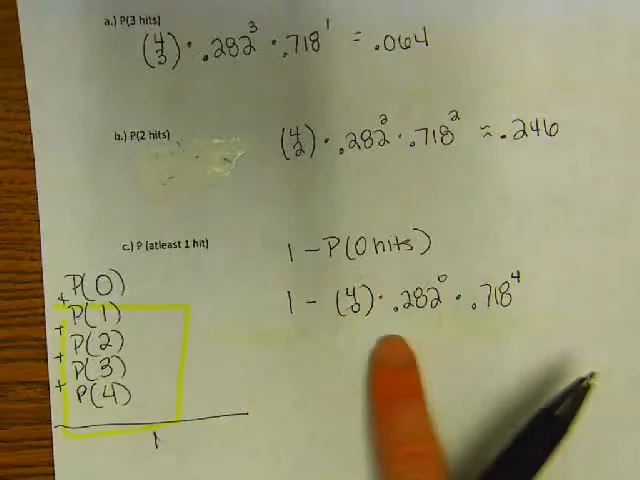 a.) P(3 hits)
(4 3) · .282³ · .718¹ = .064
b.) P(2 hits)
(4 2) · .282² · .718² ≈ .246
c.) P (atleast 1 hit)
1 - P(0 hits)
1 - (4 0) · .282⁰ · .718⁴
P(0)
+ P(1)
+ P(2)
+ P(3)
+ P(4)
1